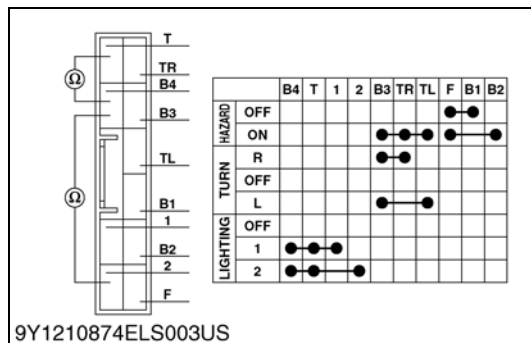 T
TR
B4
B3
TL
B1
1
B2
2
F
Ω
Ω
B4 T 1 2 B3 TR TL F B1 B2
HAZARD
OFF
ON
TURN
R
OFF
L
LIGHTING
OFF
1
2
9Y1210874ELS003US